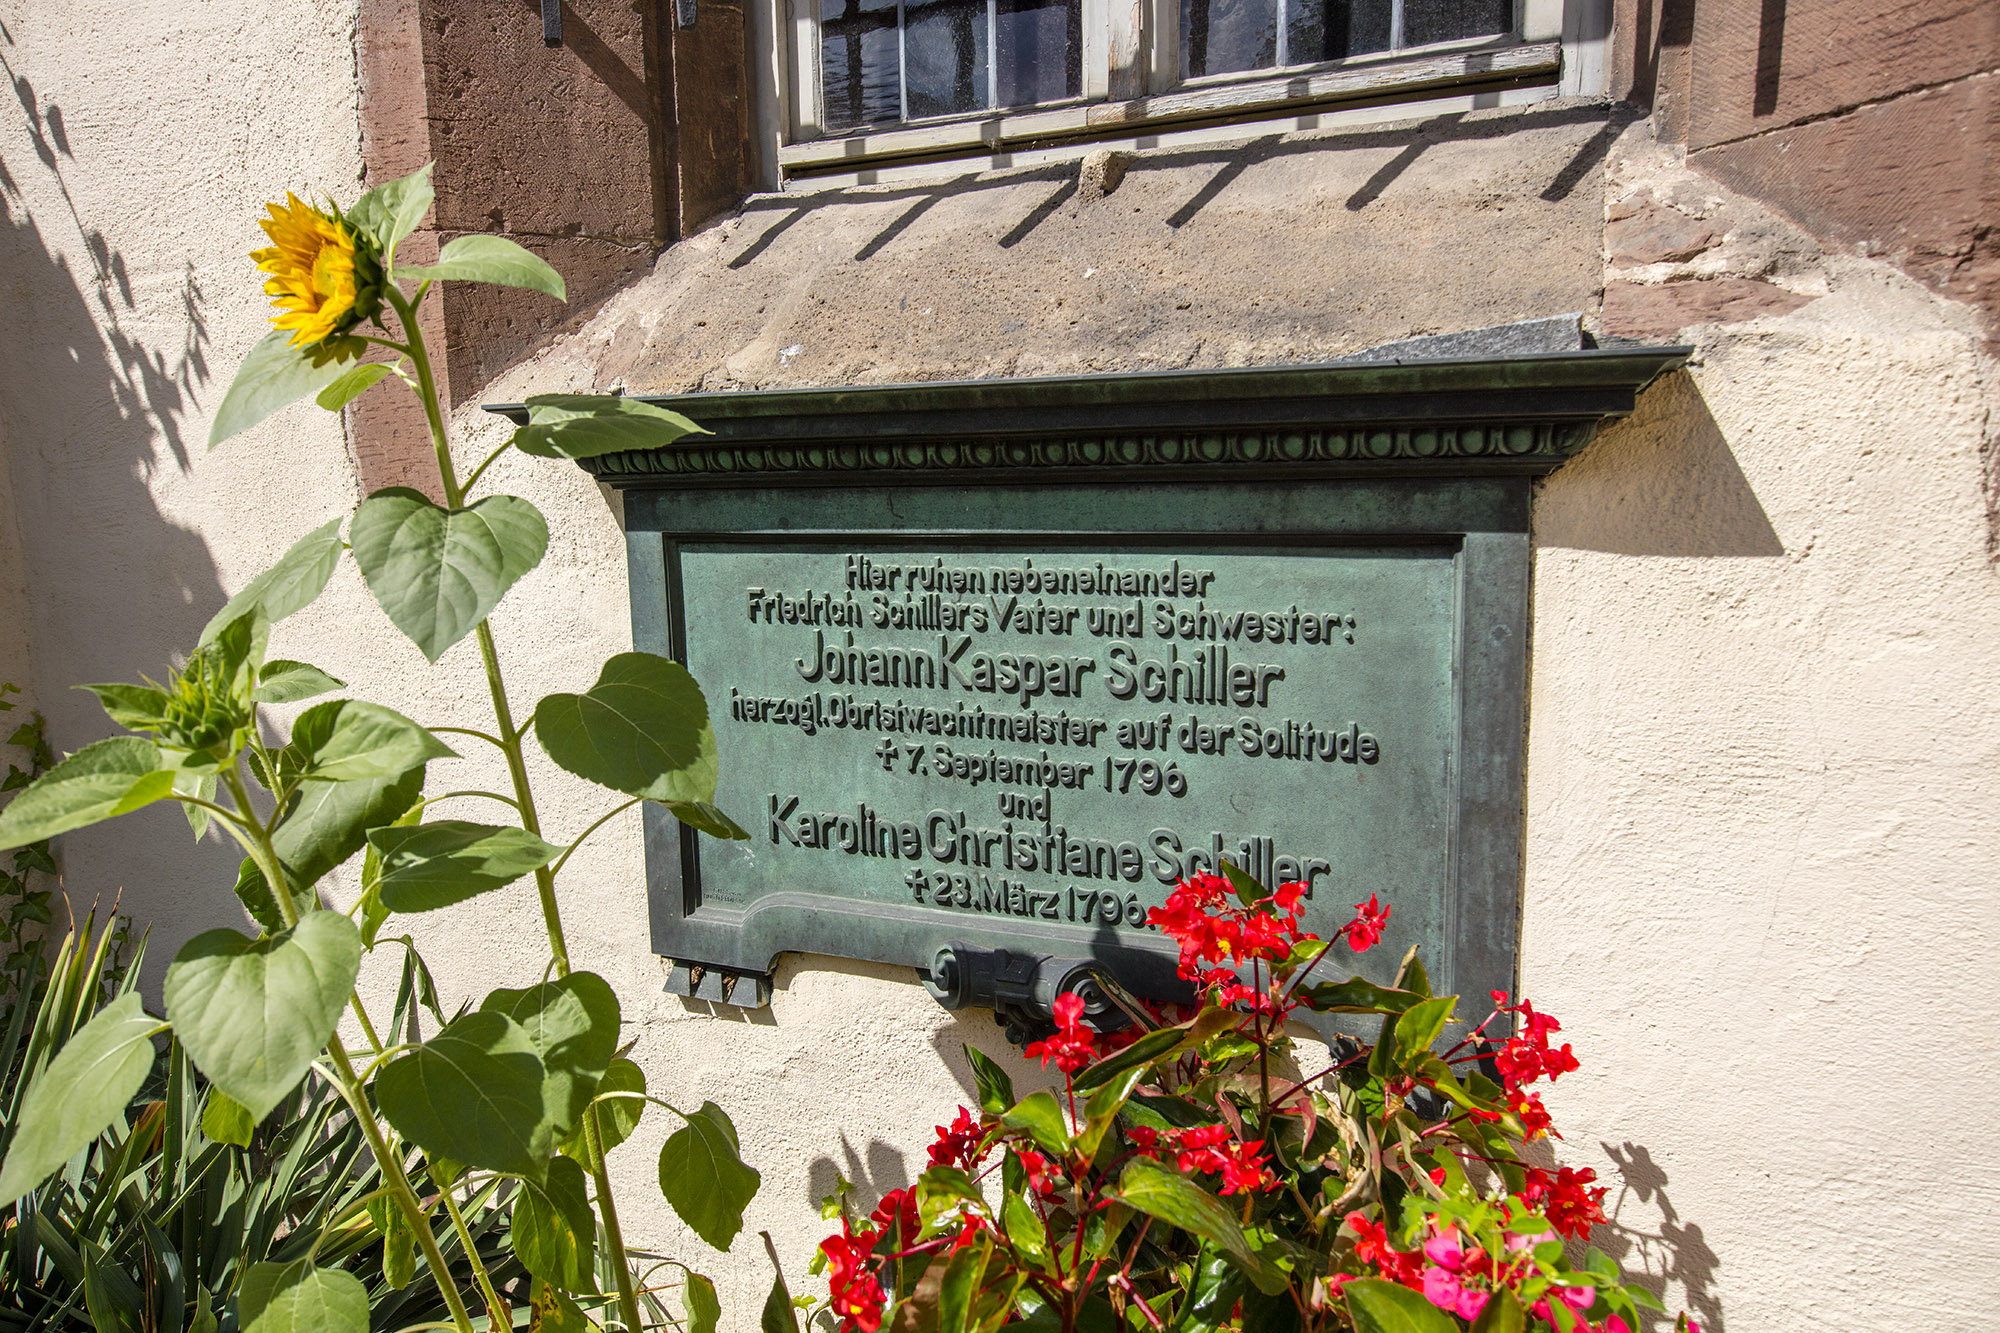 Hier ruhen nebeneinander
Friedrich Schillers Vater und Schwester:
Johann Kaspar Schiller
herzogl. Obristwachtmeister auf der Solitude
✝ 7. September 1796
und
Karoline Christiane Schiller
✝ 23. März 1796.